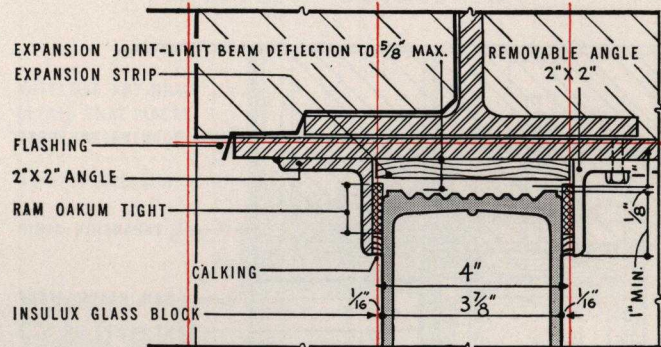 EXPANSION JOINT-LIMIT BEAM DEFLECTION TO 5/8" MAX.
REMOVABLE ANGLE
2"X 2"
EXPANSION STRIP
FLASHING
2"X2" ANGLE
RAM OAKUM TIGHT
1"
1/8"
1" MIN.
CALKING
4"
1/16"
3 7/8"
1/16"
INSULUX GLASS BLOCK